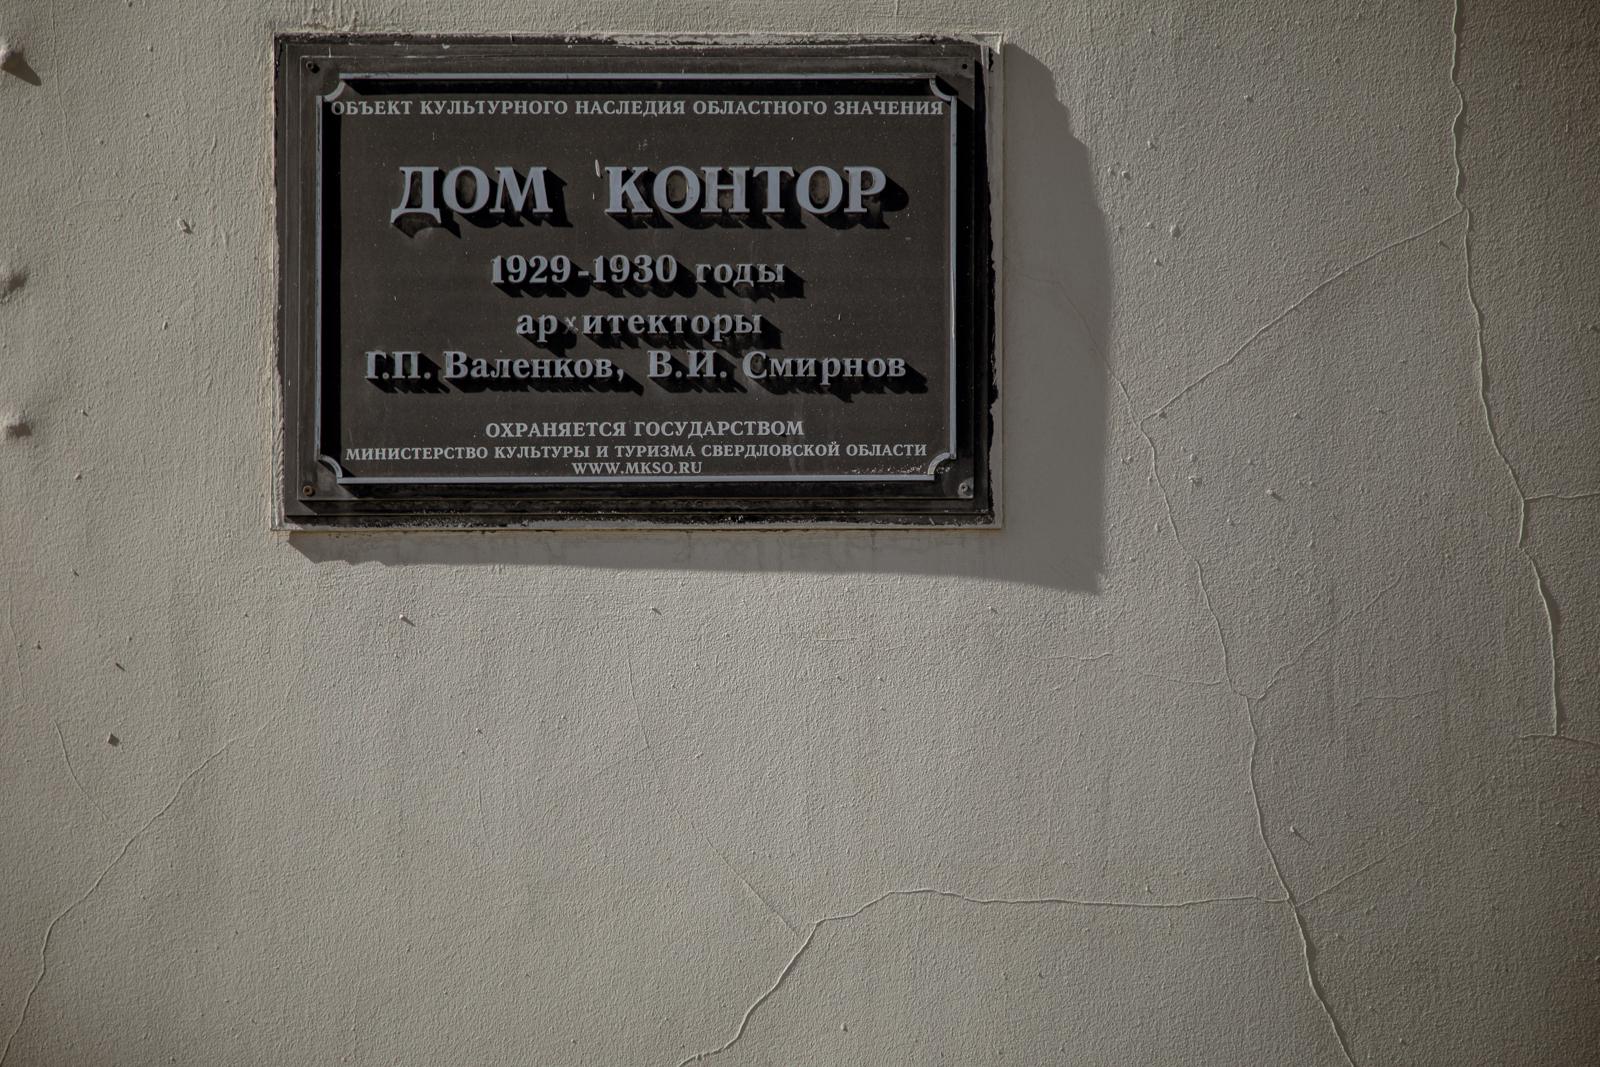 ОБЪЕКТ КУЛЬТУРНОГО НАСЛЕДИЯ ОБЛАСТНОГО ЗНАЧЕНИЯ
ДОМ КОНТОР
1929-1930 годы
архитекторы
Г.П. Валенков, В.И. Смирнов
ОХРАНЯЕТСЯ ГОСУДАРСТВОМ
МИНИСТЕРСТВО КУЛЬТУРЫ И ТУРИЗМА СВЕРДЛОВСКОЙ ОБЛАСТИ
WWW.MKSO.RU